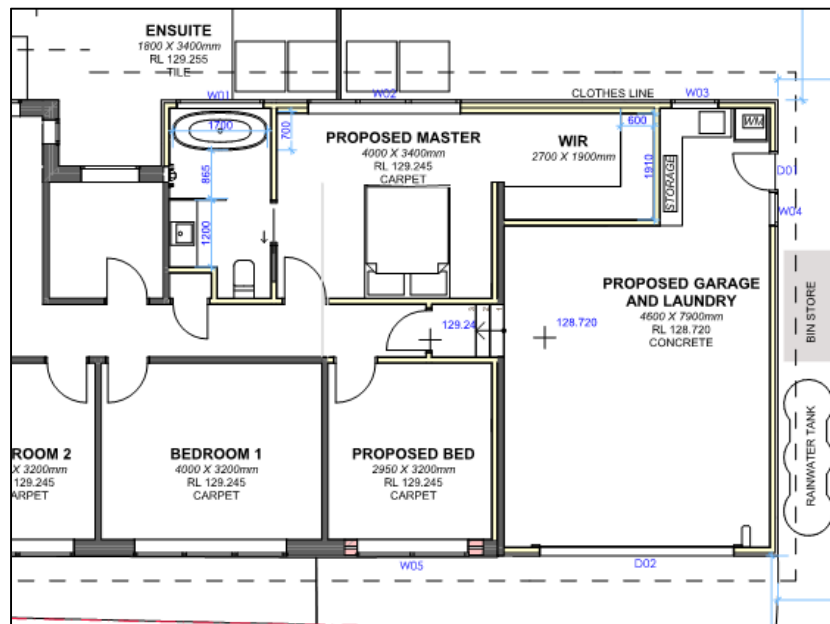 ENSUITE
1800 X 3400mm
RL 129.255
TILE
W01
W02
CLOTHES LINE
W03
1700
700
PROPOSED MASTER
4000 X 3400mm
RL 129.245
CARPET
WIR
2700 X 1900mm
600
1910
WM
STORAGE
865
1200
W04
PROPOSED GARAGE
AND LAUNDRY
4600 X 7900mm
RL 128.720
CONCRETE
BIN STORE
129.24
128.720
RAINWATER TANK
ROOM 2
X 3200mm
129.245
ARPET
BEDROOM 1
4000 X 3200mm
RL 129.245
CARPET
PROPOSED BED
2950 X 3200mm
RL 129.245
CARPET
W05
D02